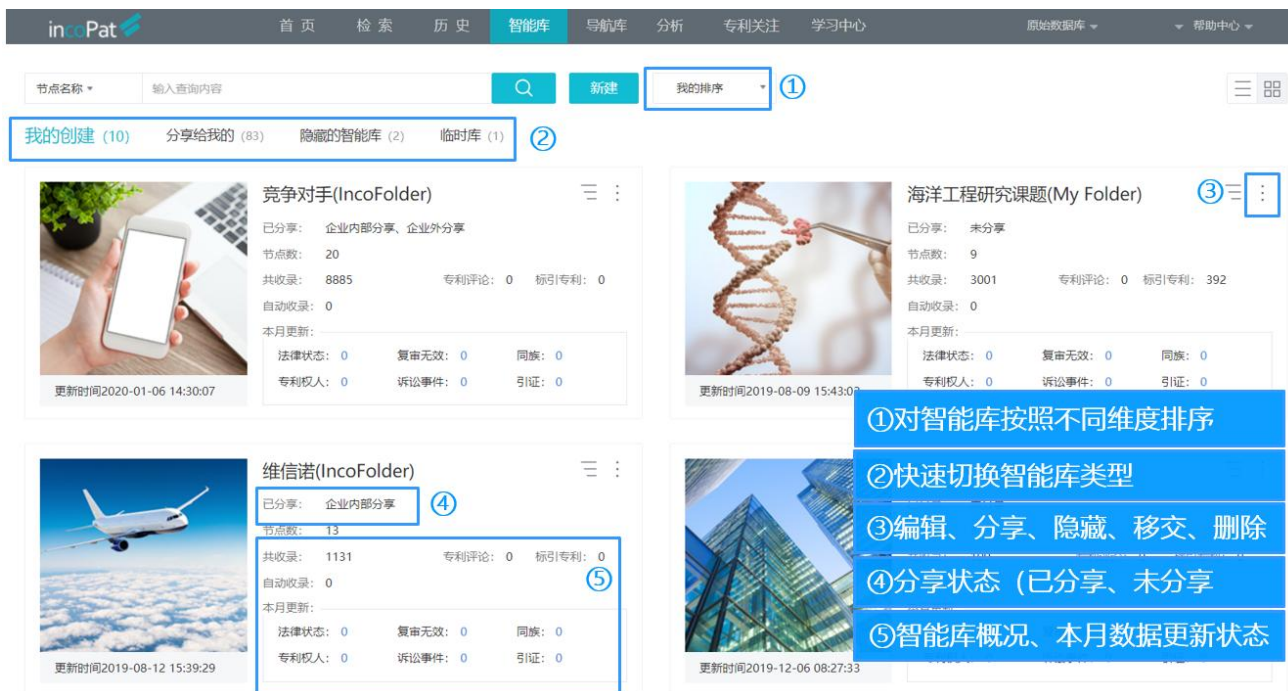 incoPat 首页 检索 历史 智能库 导航库 分析 专利关注 学习中心 原始数据库 帮助中心
节点名称 输入查询内容 新建 我的排序 ①
我的创建 (10) 分享给我的 (83) 隐藏的智能库 (2) 临时库 (1) ②
竞争对手(IncoFolder)
已分享: 企业内部分享、企业外分享
节点数: 20
共收录: 8885 专利评论: 0 标引专利: 0
自动收录: 0
本月更新:
法律状态: 0 复审无效: 0 同族: 0
专利权人: 0 诉讼事件: 0 引证: 0
更新时间2020-01-06 14:30:07
海洋工程研究课题(My Folder) ③
已分享: 未分享
节点数: 9
共收录: 3001 专利评论: 0 标引专利: 392
自动收录: 0
本月更新:
法律状态: 0 复审无效: 0 同族: 0
专利权人: 0 诉讼事件: 0 引证: 0
更新时间2019-08-09 15:43:03
维信诺(IncoFolder)
已分享: 企业内部分享 ④
节点数: 13
共收录: 1131 专利评论: 0 标引专利: 0
自动收录: 0 ⑤
本月更新:
法律状态: 0 复审无效: 0 同族: 0
专利权人: 0 诉讼事件: 0 引证: 0
更新时间2019-08-12 15:39:29
更新时间2019-12-06 08:27:33
①对智能库按照不同维度排序
②快速切换智能库类型
③编辑、分享、隐藏、移交、删除
④分享状态（已分享、未分享
⑤智能库概况、本月数据更新状态